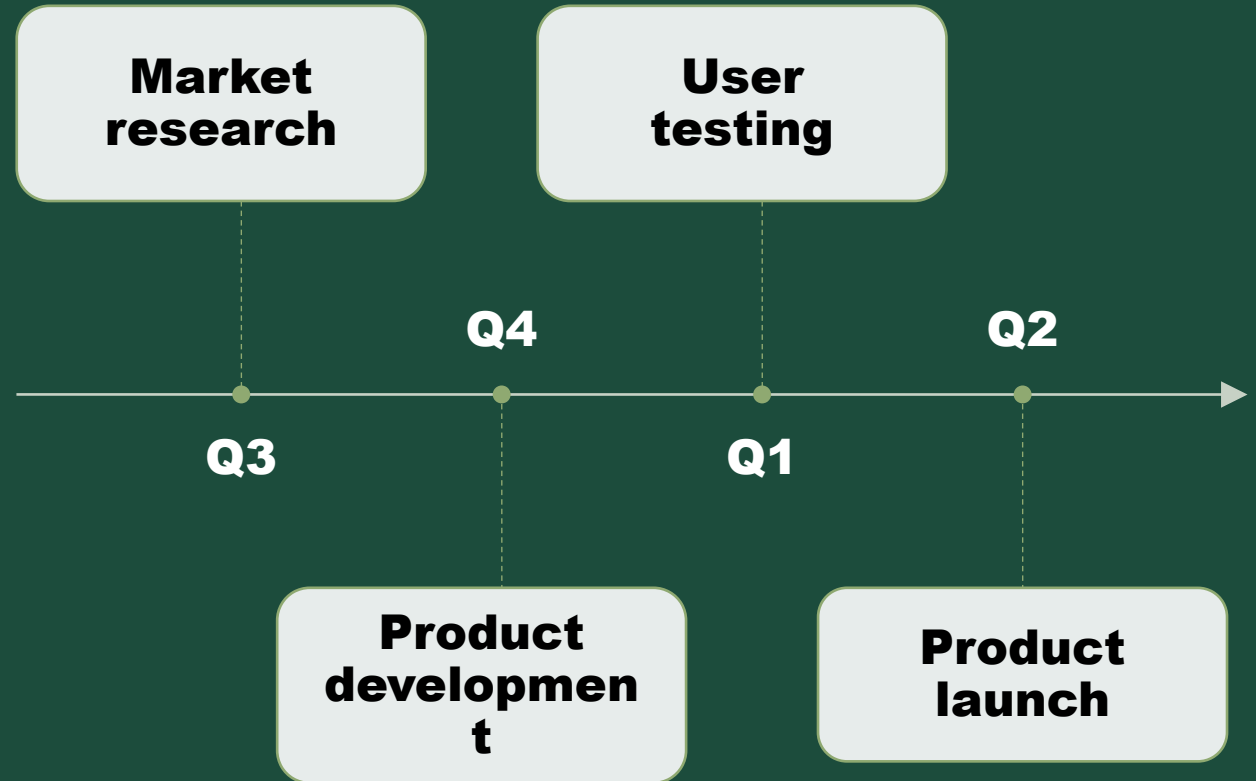 Market
research
User
testing
Q4
Q2
Q3
Q1
Product
developmen
t
Product
launch